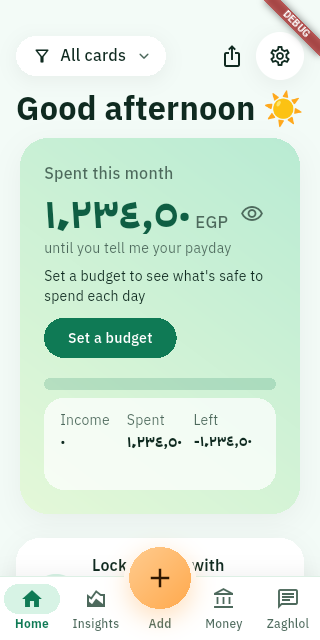 DEBUG
All cards
Good afternoon ☀️
Spent this month
١,٢٣٤,٥٠ EGP
until you tell me your payday
Set a budget to see what's safe to
spend each day
Set a budget
Income Spent Left
٠ ١,٢٣٤,٥٠ -١,٢٣٤,٥٠
Lock with
Home Insights Add Money Zaghlol